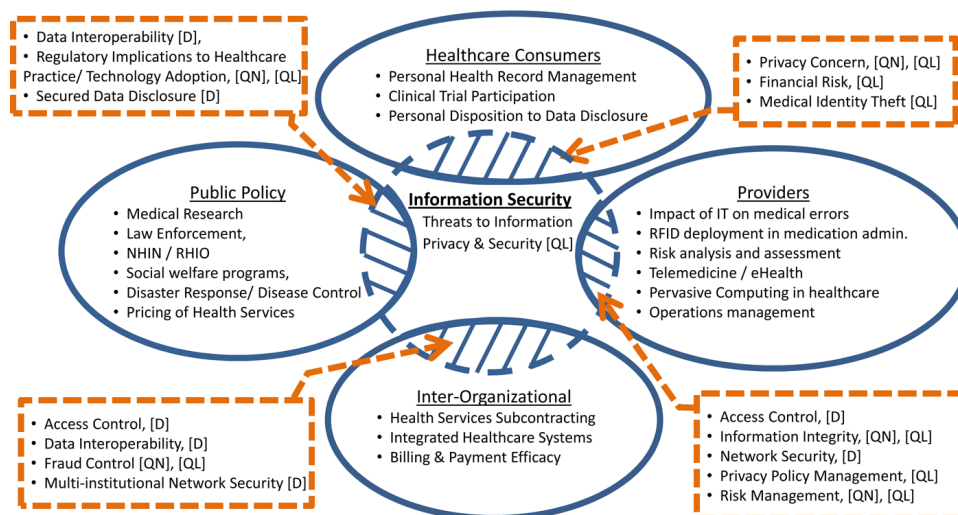 • Data Interoperability [D],
• Regulatory Implications to Healthcare
Practice/ Technology Adoption, [QN], [QL]
• Secured Data Disclosure [D]
Healthcare Consumers
• Personal Health Record Management
• Clinical Trial Participation
• Personal Disposition to Data Disclosure
• Privacy Concern, [QN], [QL]
• Financial Risk, [QL]
• Medical Identity Theft [QL]
Public Policy
• Medical Research
• Law Enforcement,
• NHIN / RHIO
• Social welfare programs,
• Disaster Response/ Disease Control
• Pricing of Health Services
Information Security
Threats to Information
Privacy & Security [QL]
Providers
• Impact of IT on medical errors
• RFID deployment in medication admin.
• Risk analysis and assessment
• Telemedicine / eHealth
• Pervasive Computing in healthcare
• Operations management
Inter-Organizational
• Health Services Subcontracting
• Integrated Healthcare Systems
• Billing & Payment Efficacy
• Access Control, [D]
• Data Interoperability, [D]
• Fraud Control [QN], [QL]
• Multi-institutional Network Security [D]
• Access Control, [D]
• Information Integrity, [QN], [QL]
• Network Security, [D]
• Privacy Policy Management, [QL]
• Risk Management, [QN], [QL]